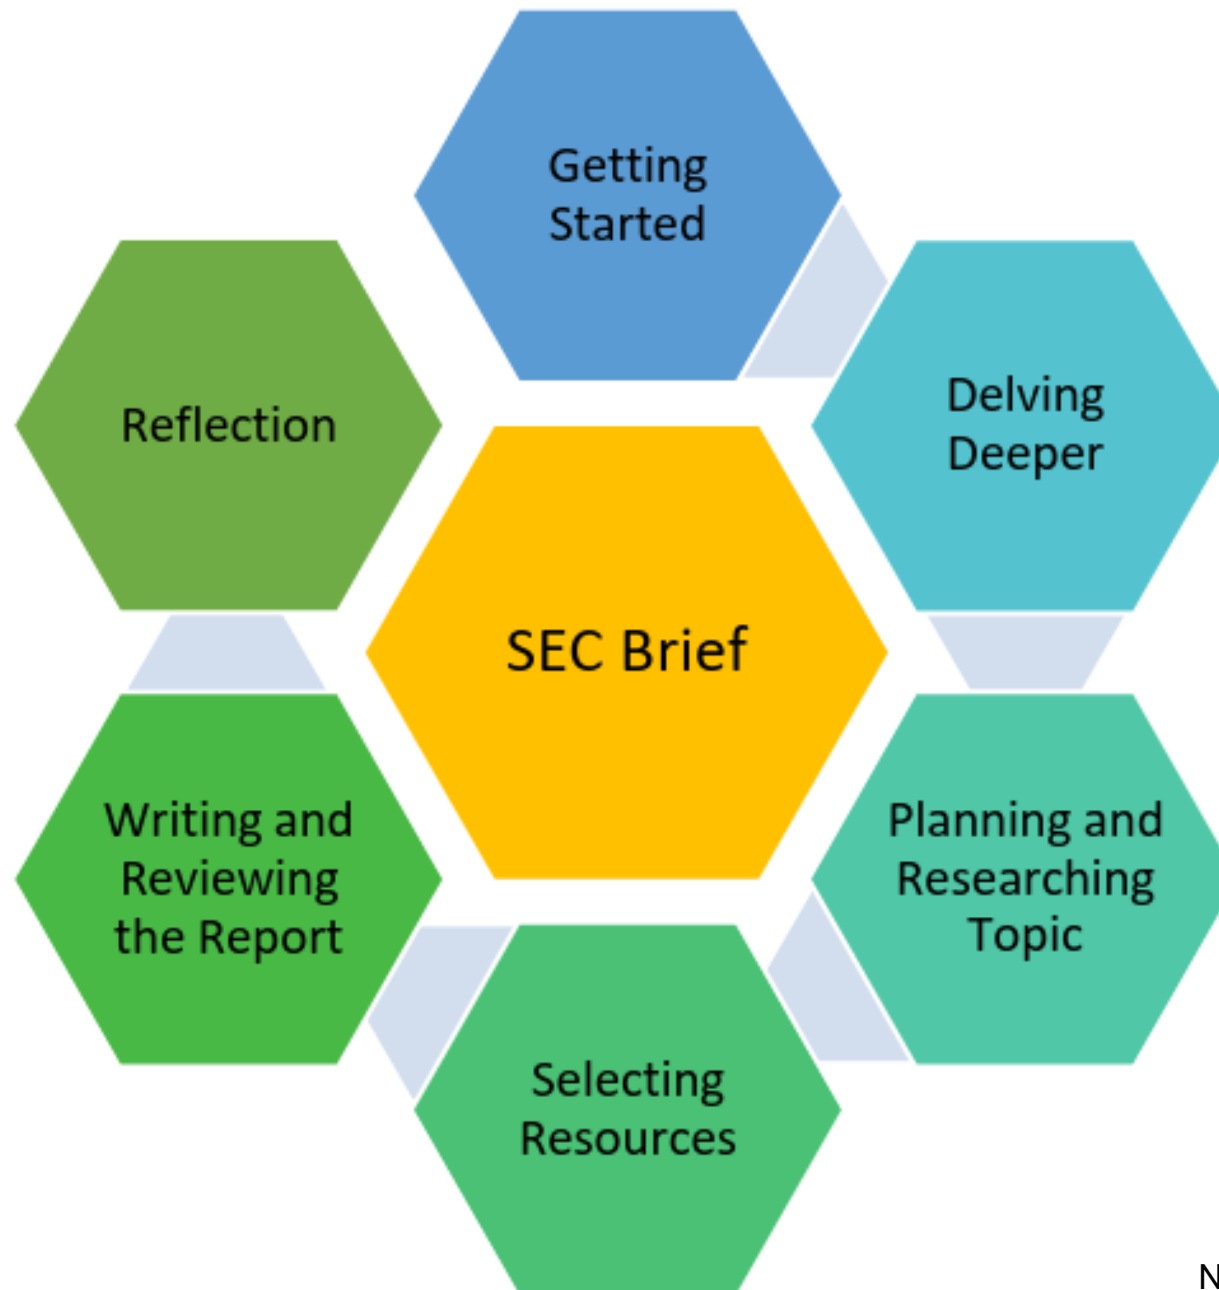 Getting
Started
Delving
Deeper
Planning and
Researching
Topic
Selecting
Resources
Writing and
Reviewing
the Report
Reflection
SEC Brief
N